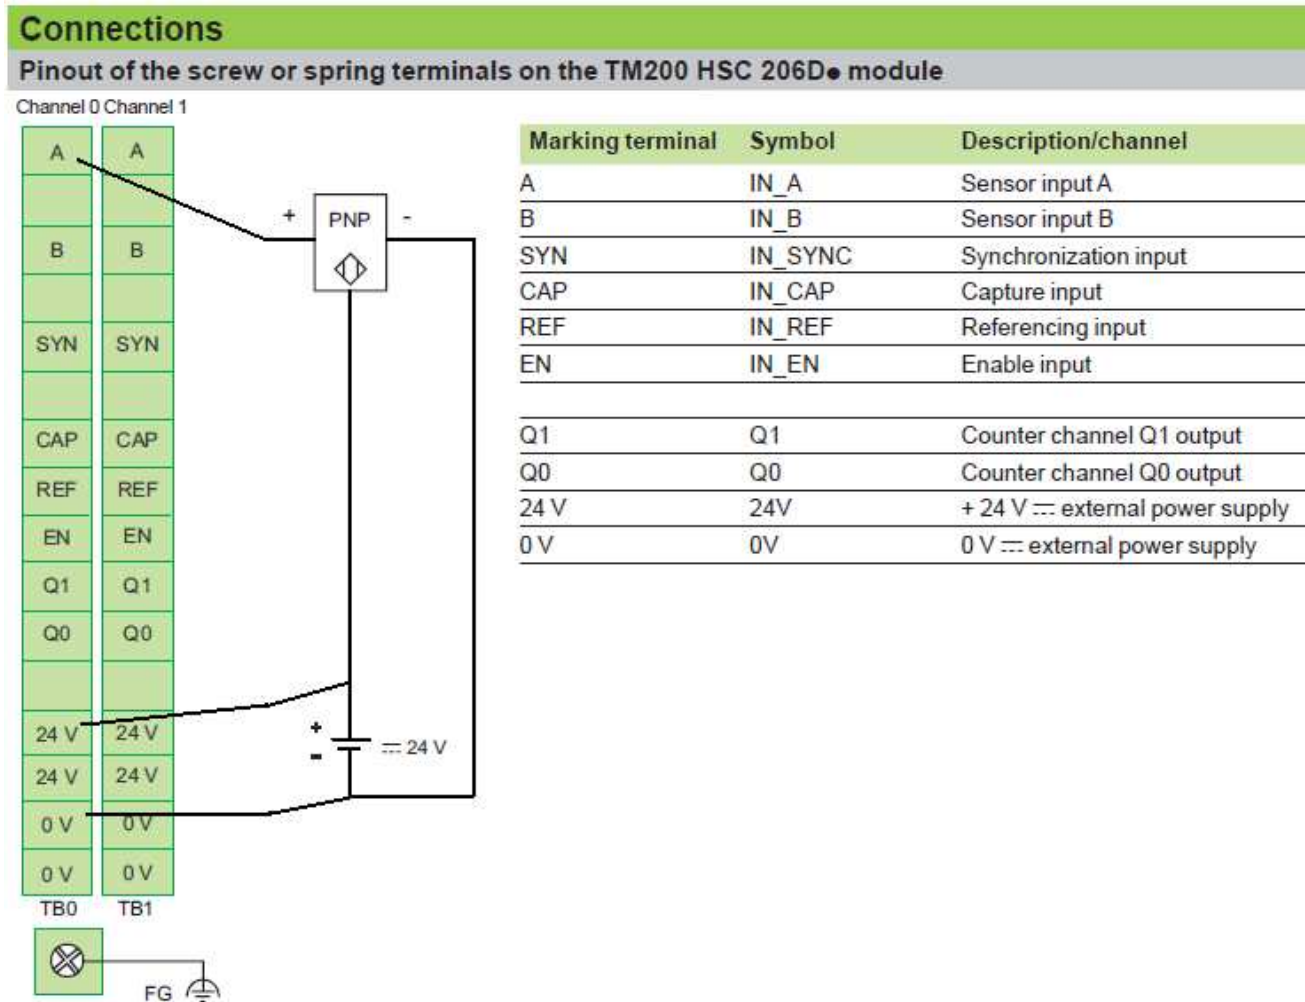 Connections
Pinout of the screw or spring terminals on the TM200 HSC 206D● module
Channel 0 Channel 1
A A
B B
SYN SYN
CAP CAP
REF REF
EN EN
Q1 Q1
Q0 Q0
24 V 24 V
24 V 24 V
0 V 0 V
0 V 0 V
TB0 TB1
FG
+ PNP -
+
- ⎓ 24 V
Marking terminal Symbol Description/channel
A IN_A Sensor input A
B IN_B Sensor input B
SYN IN_SYNC Synchronization input
CAP IN_CAP Capture input
REF IN_REF Referencing input
EN IN_EN Enable input
Q1 Q1 Counter channel Q1 output
Q0 Q0 Counter channel Q0 output
24 V 24V + 24 V ⎓ external power supply
0 V 0V 0 V ⎓ external power supply